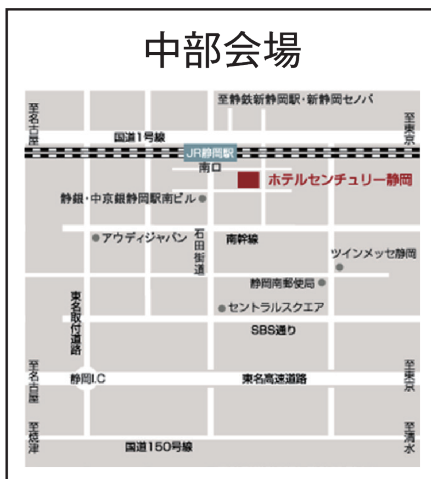 中部会場
至静鉄新静岡駅・新静岡セノバ
至名古屋
至東京
国道1号線
JR静岡駅
南口
ホテルセンチュリー静岡
静銀・中京銀静岡駅南ビル
アウディジャパン
石田街道
南幹線
ツインメッセ静岡
静岡南郵便局
東名取付道路
セントラルスクエア
SBS通り
至名古屋
静岡I.C
東名高速道路
至東京
至焼津
国道150号線
至清水